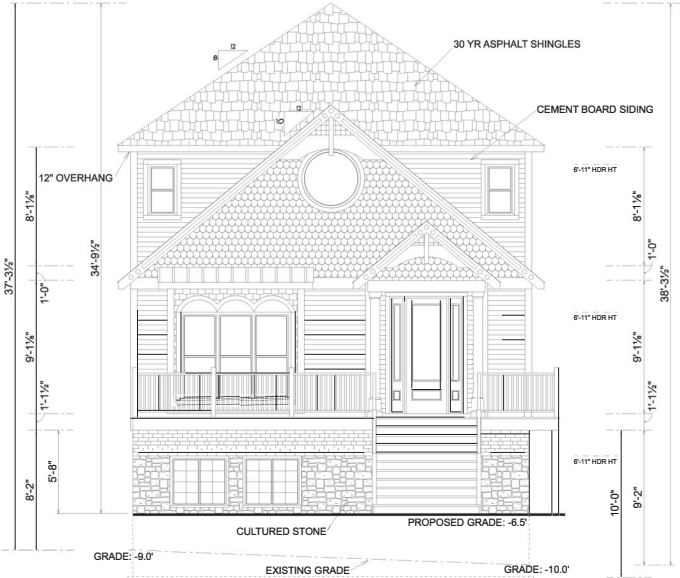 12
8
30 YR ASPHALT SHINGLES
12
10
CEMENT BOARD SIDING
12" OVERHANG
6'-11" HDR HT
8'-1⅛"
8'-1⅛"
37'-3½"
34'-9½"
38'-3½"
1'-0"
1'-0"
6'-11" HDR HT
9'-1⅛"
9'-1⅛"
1'-1½"
1'-1½"
6'-11" HDR HT
5'-8"
8'-2"
10'-0"
9'-2"
CULTURED STONE
PROPOSED GRADE: -6.5'
GRADE: -9.0'
EXISTING GRADE
GRADE: -10.0'